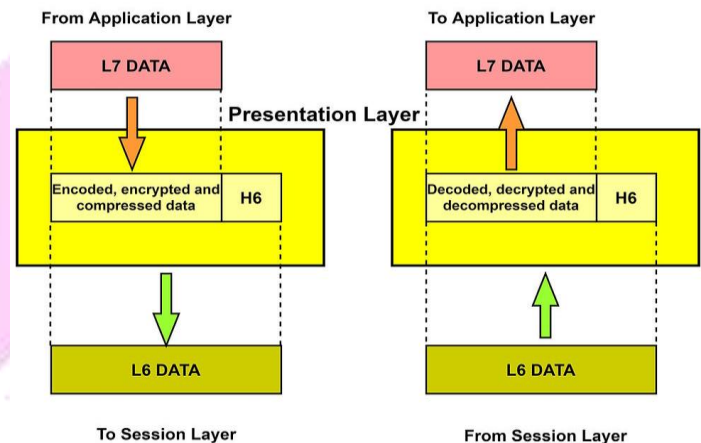 From Application Layer
To Application Layer
L7 DATA
L7 DATA
Presentation Layer
Encoded, encrypted and
compressed data
H6
Decoded, decrypted and
decompressed data
H6
L6 DATA
L6 DATA
To Session Layer
From Session Layer